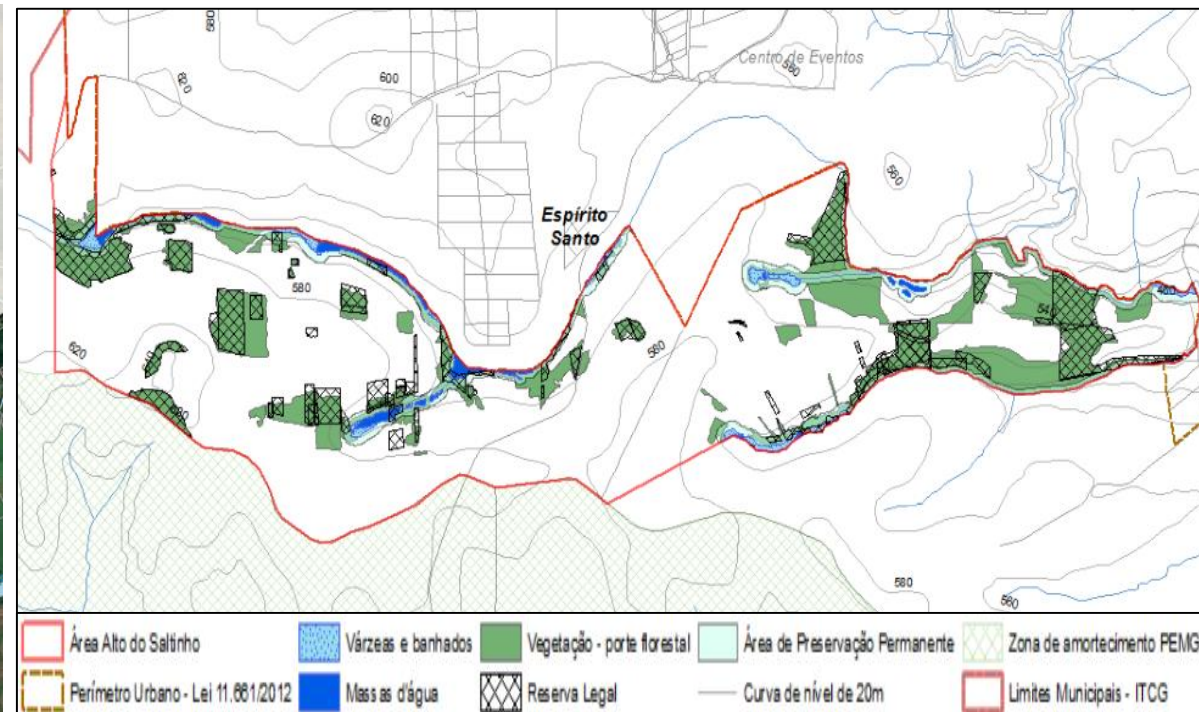 580
Centro de Eventos
560
600
620
620
560
Espírito
Santo
580
54
620
580
580
560
Área Alto do Saltinho
Várzeas e banhados
Vegetação - porte florestal
Área de Preservação Permanente
Zona de amortecimento PEMG
Perímetro Urbano - Lei 11.661/2012
Massas d'água
Reserva Legal
Curva de nível de 20m
Limites Municipais - ITCG